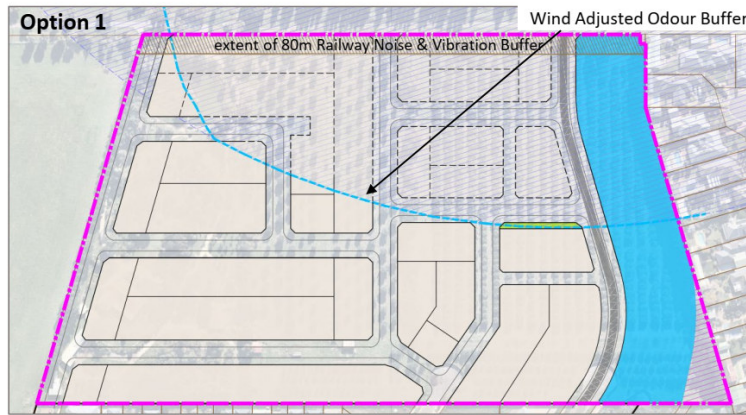 Option 1
Wind Adjusted Odour Buffer
extent of 80m Railway Noise & Vibration Buffer